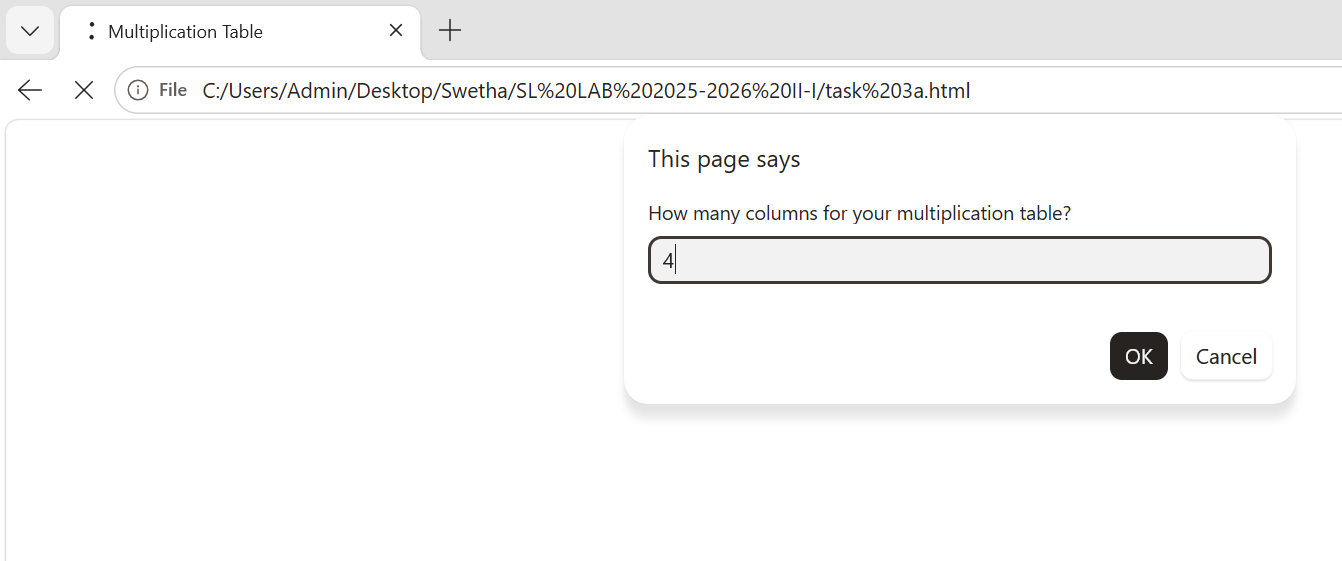 Multiplication Table
File C:/Users/Admin/Desktop/Swetha/SL%20LAB%202025-2026%20II-I/task%203a.html
This page says
How many columns for your multiplication table?
4
OK Cancel